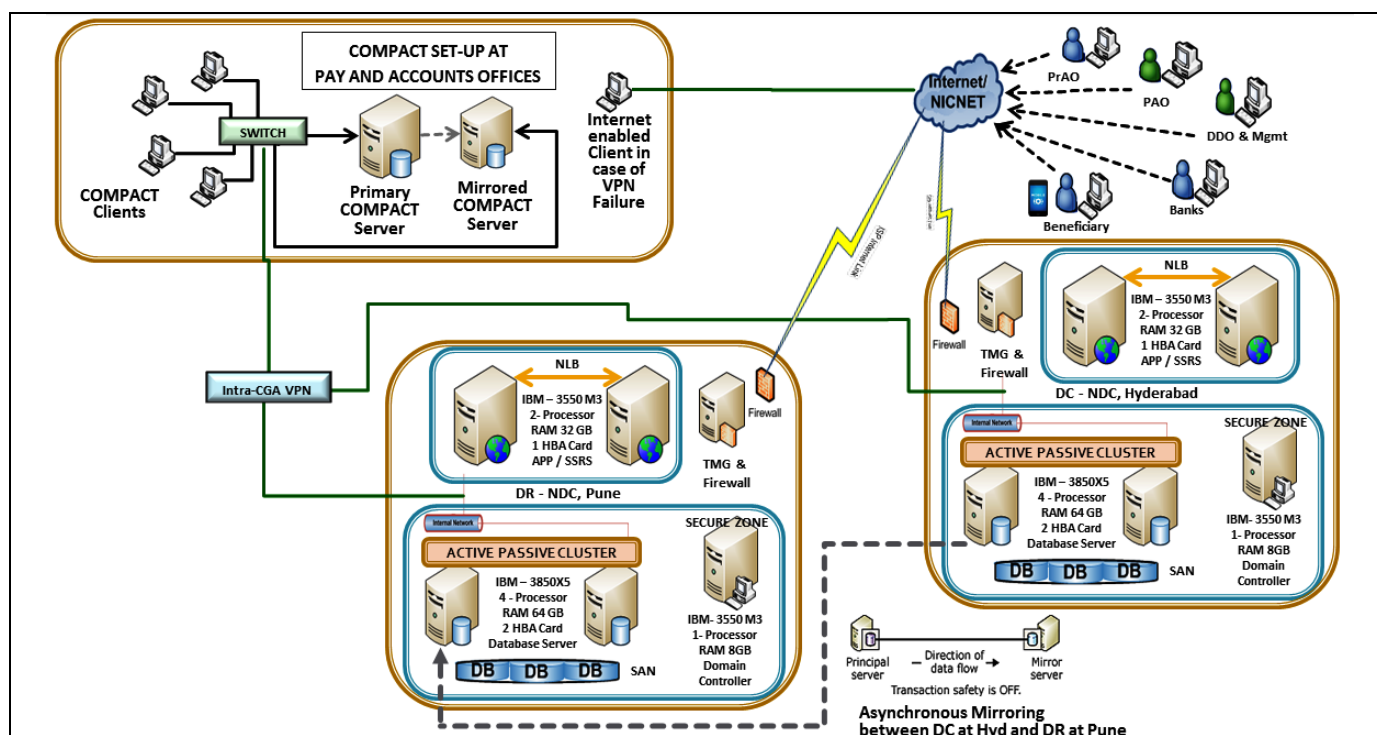 COMPACT SET-UP AT
PAY AND ACCOUNTS OFFICES
SWITCH
COMPACT
Clients
Primary
COMPACT
Server
Mirrored
COMPACT
Server
Internet
enabled
Client in
case of
VPN
Failure
Internet/
NICNET
PrAO
PAO
DDO & Mgmt
Banks
Beneficiary
ISP Internet Link
Intra-CGA VPN
NLB
IBM – 3550 M3
2- Processor
RAM 32 GB
1 HBA Card
APP / SSRS
TMG &
Firewall
Firewall
DR - NDC, Pune
Internal Network
SECURE ZONE
ACTIVE PASSIVE CLUSTER
IBM – 3850X5
4 - Processor
RAM 64 GB
2 HBA Card
Database Server
DB DB DB
SAN
IBM- 3550 M3
1- Processor
RAM 8GB
Domain
Controller
NLB
IBM – 3550 M3
2- Processor
RAM 32 GB
1 HBA Card
APP / SSRS
Firewall
TMG &
Firewall
DC - NDC, Hyderabad
Internal Network
SECURE ZONE
ACTIVE PASSIVE CLUSTER
IBM – 3850X5
4 - Processor
RAM 64 GB
2 HBA Card
Database Server
DB DB DB
SAN
IBM- 3550 M3
1- Processor
RAM 8GB
Domain
Controller
Principal
server
Direction of
data flow
Mirror
server
Transaction safety is OFF.
Asynchronous Mirroring
between DC at Hyd and DR at Pune